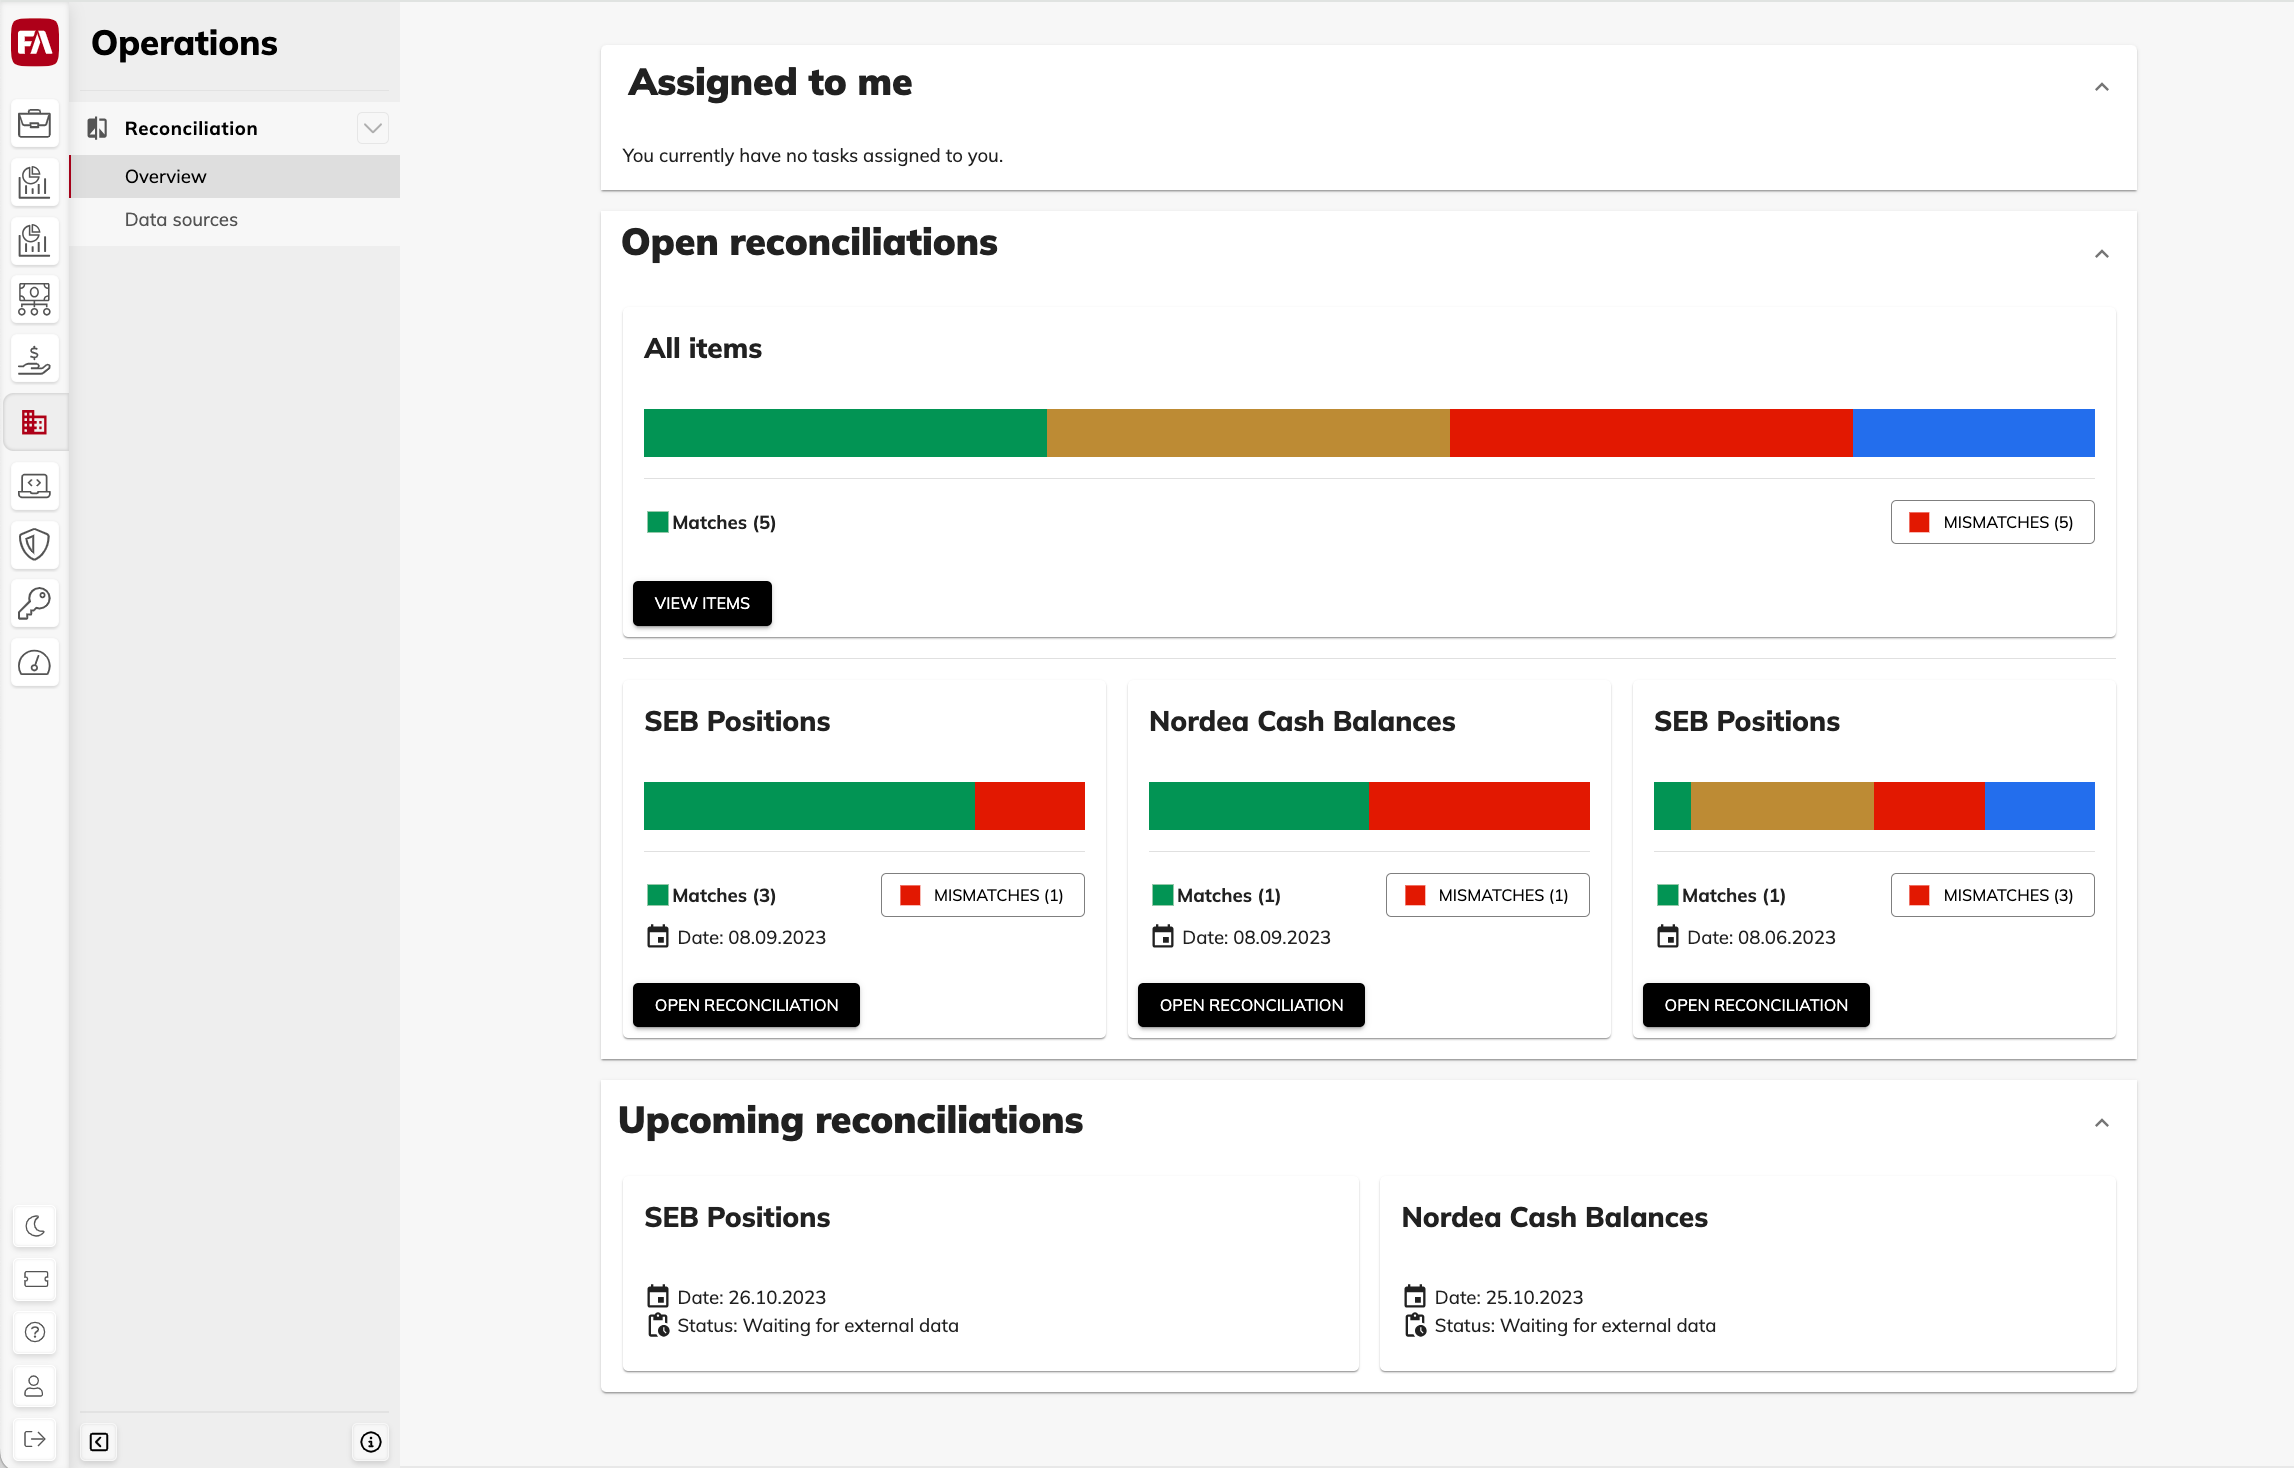 FA
Operations
Reconciliation
Overview
Data sources
Assigned to me
You currently have no tasks assigned to you.
Open reconciliations
All items
Matches (5)
MISMATCHES (5)
VIEW ITEMS
SEB Positions
Matches (3)
MISMATCHES (1)
Date: 08.09.2023
OPEN RECONCILIATION
Nordea Cash Balances
Matches (1)
MISMATCHES (1)
Date: 08.09.2023
OPEN RECONCILIATION
SEB Positions
Matches (1)
MISMATCHES (3)
Date: 08.06.2023
OPEN RECONCILIATION
Upcoming reconciliations
SEB Positions
Date: 26.10.2023
Status: Waiting for external data
Nordea Cash Balances
Date: 25.10.2023
Status: Waiting for external data